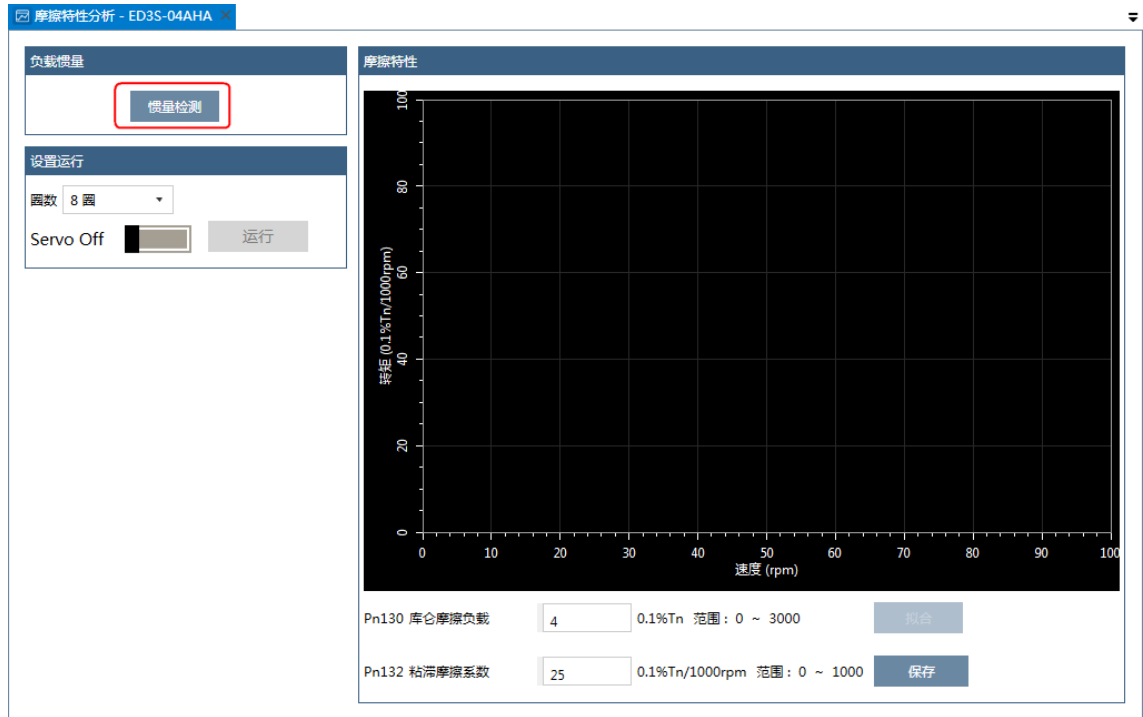 摩擦特性分析 - ED3S-04AHA ×
负载惯量
惯量检测
设置运行
圈数 8 圈
Servo Off 运行
摩擦特性
转矩 (0.1%Tn/1000rpm)
100
80
60
40
20
0
0 10 20 30 40 50 60 70 80 90 100
速度 (rpm)
Pn130 库仑摩擦负载 4 0.1%Tn 范围：0 ~ 3000 拟合
Pn132 粘滞摩擦系数 25 0.1%Tn/1000rpm 范围：0 ~ 1000 保存